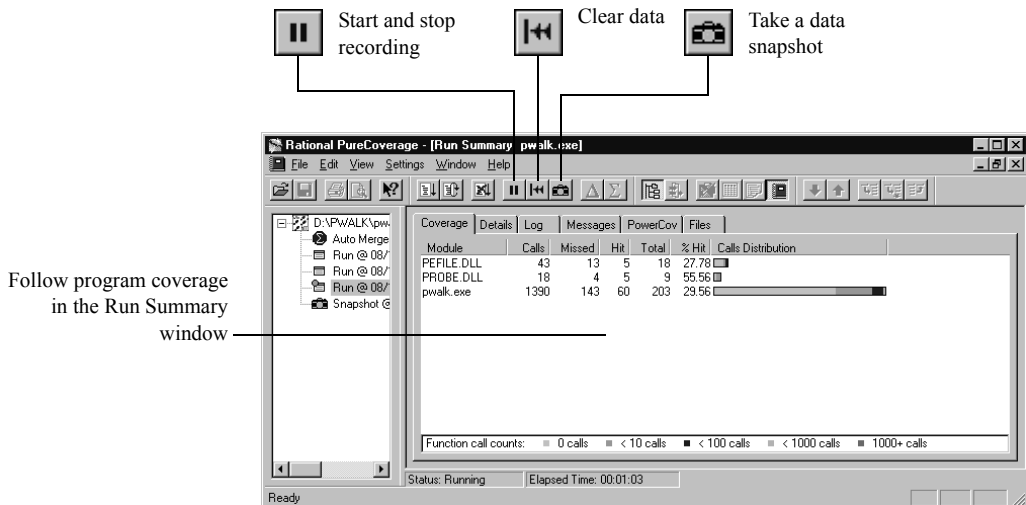 Start and stop
recording
Clear data
Take a data
snapshot
Rational PureCoverage - [Run Summary pwalk.exe]
File Edit View Settings Window Help
D:\PWALK\pw
Auto Merge
Run @ 08/
Run @ 08/
Run @ 08/
Snapshot @
Coverage Details Log Messages PowerCov Files
Module Calls Missed Hit Total % Hit Calls Distribution
PEFILE.DLL 43 13 5 18 27.78
PROBE.DLL 18 4 5 9 55.56
pwalk.exe 1390 143 60 203 29.56
Follow program coverage
in the Run Summary
window
Function call counts: 0 calls < 10 calls < 100 calls < 1000 calls 1000+ calls
Status: Running Elapsed Time: 00:01:03
Ready